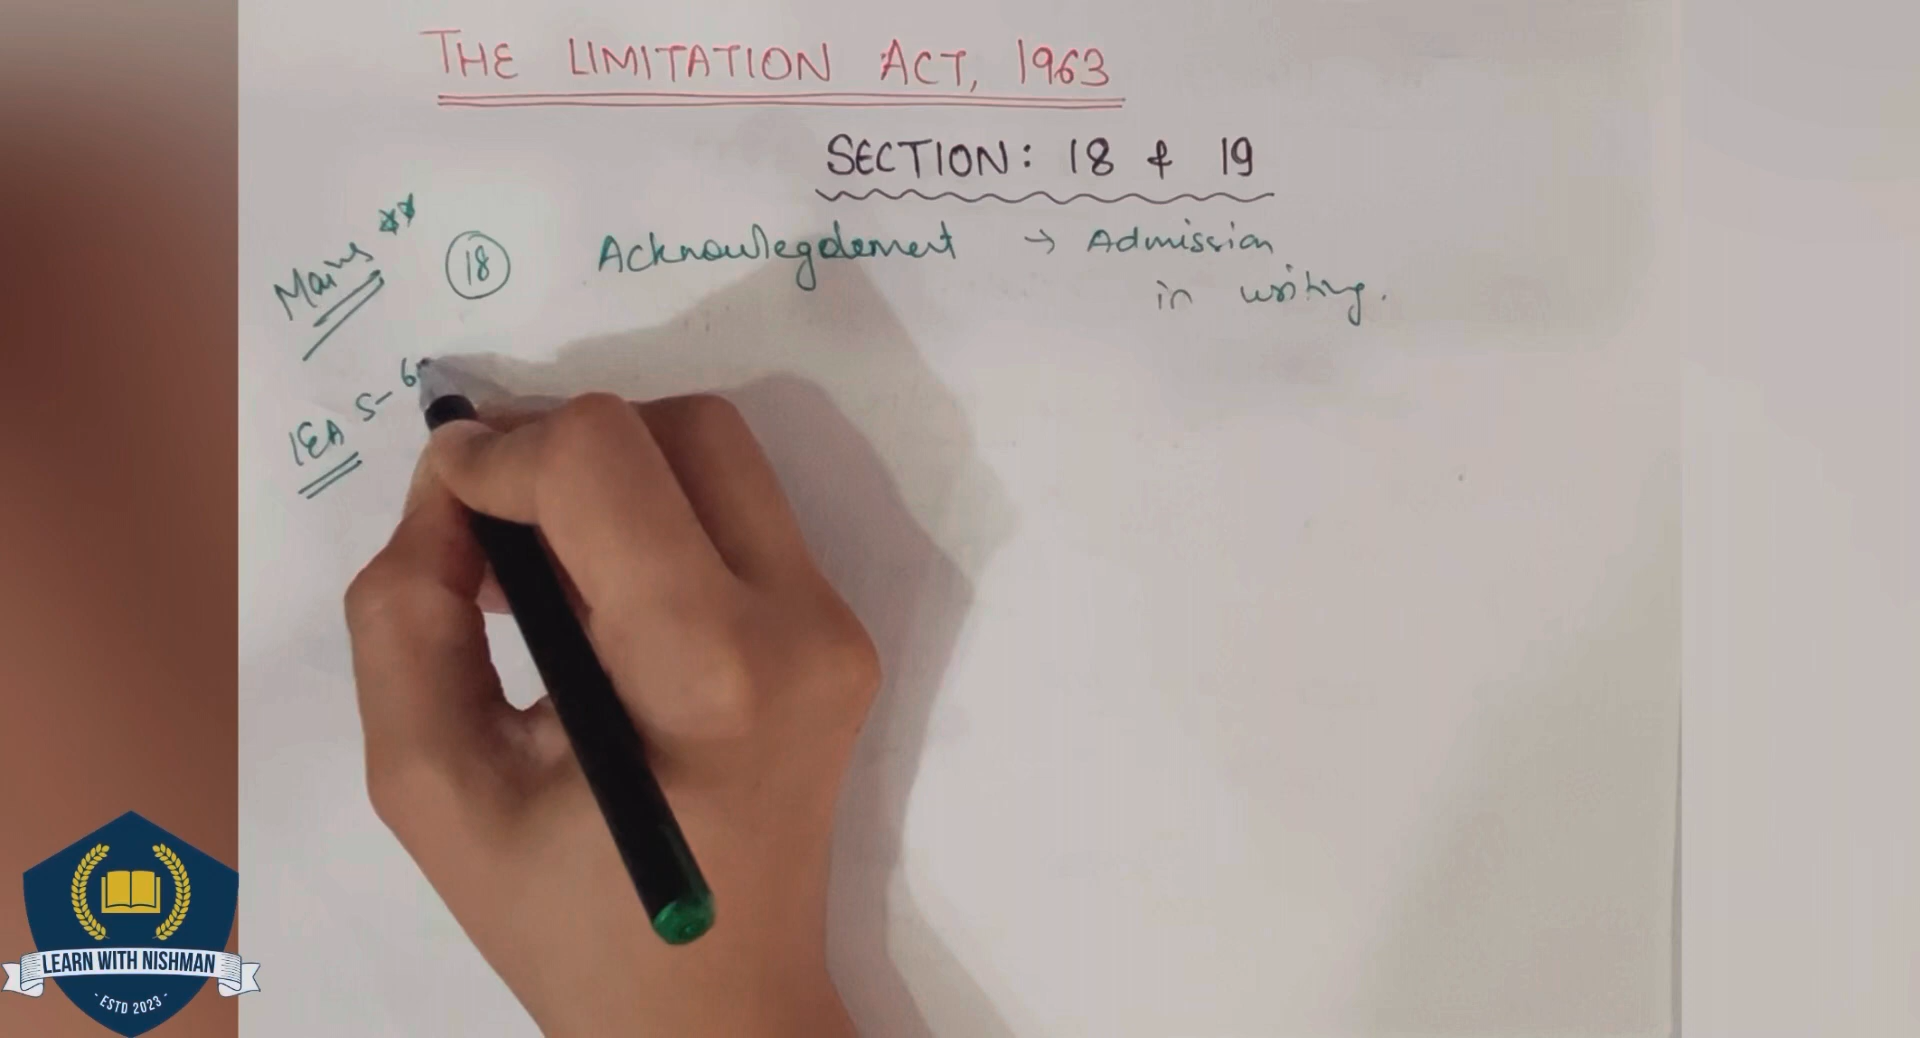 THE LIMITATION ACT, 1963
SECTION: 18 & 19
Mains **
18 Acknowlegdement → Admission
in writing.
IEA S-
LEARN WITH NISHMAN
- ESTD 2023 -